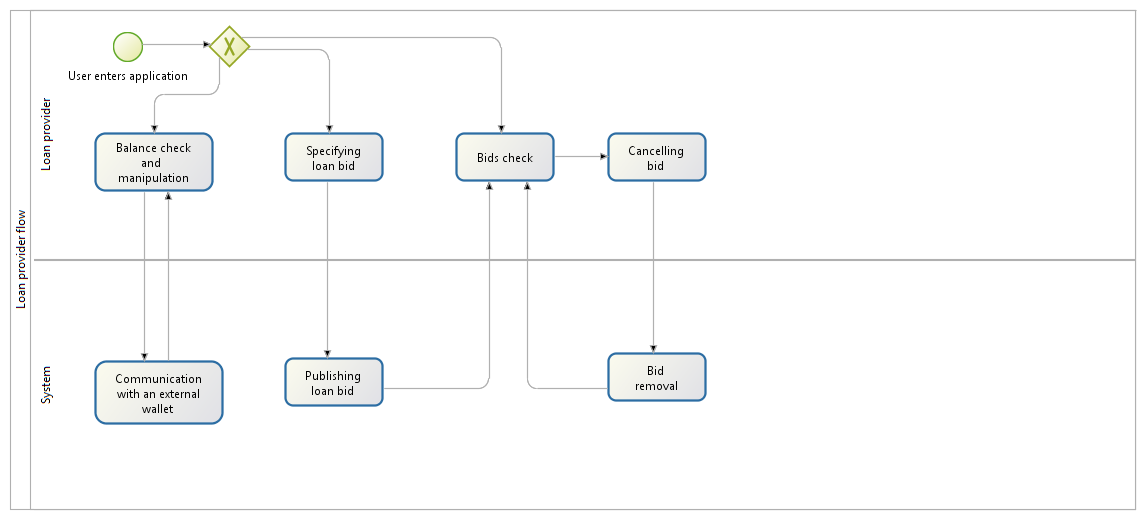 Loan provider flow
Loan provider
User enters application
X
Balance check
and
manipulation
Specifying
loan bid
Bids check
Cancelling
bid
System
Communication
with an external
wallet
Publishing
loan bid
Bid
removal